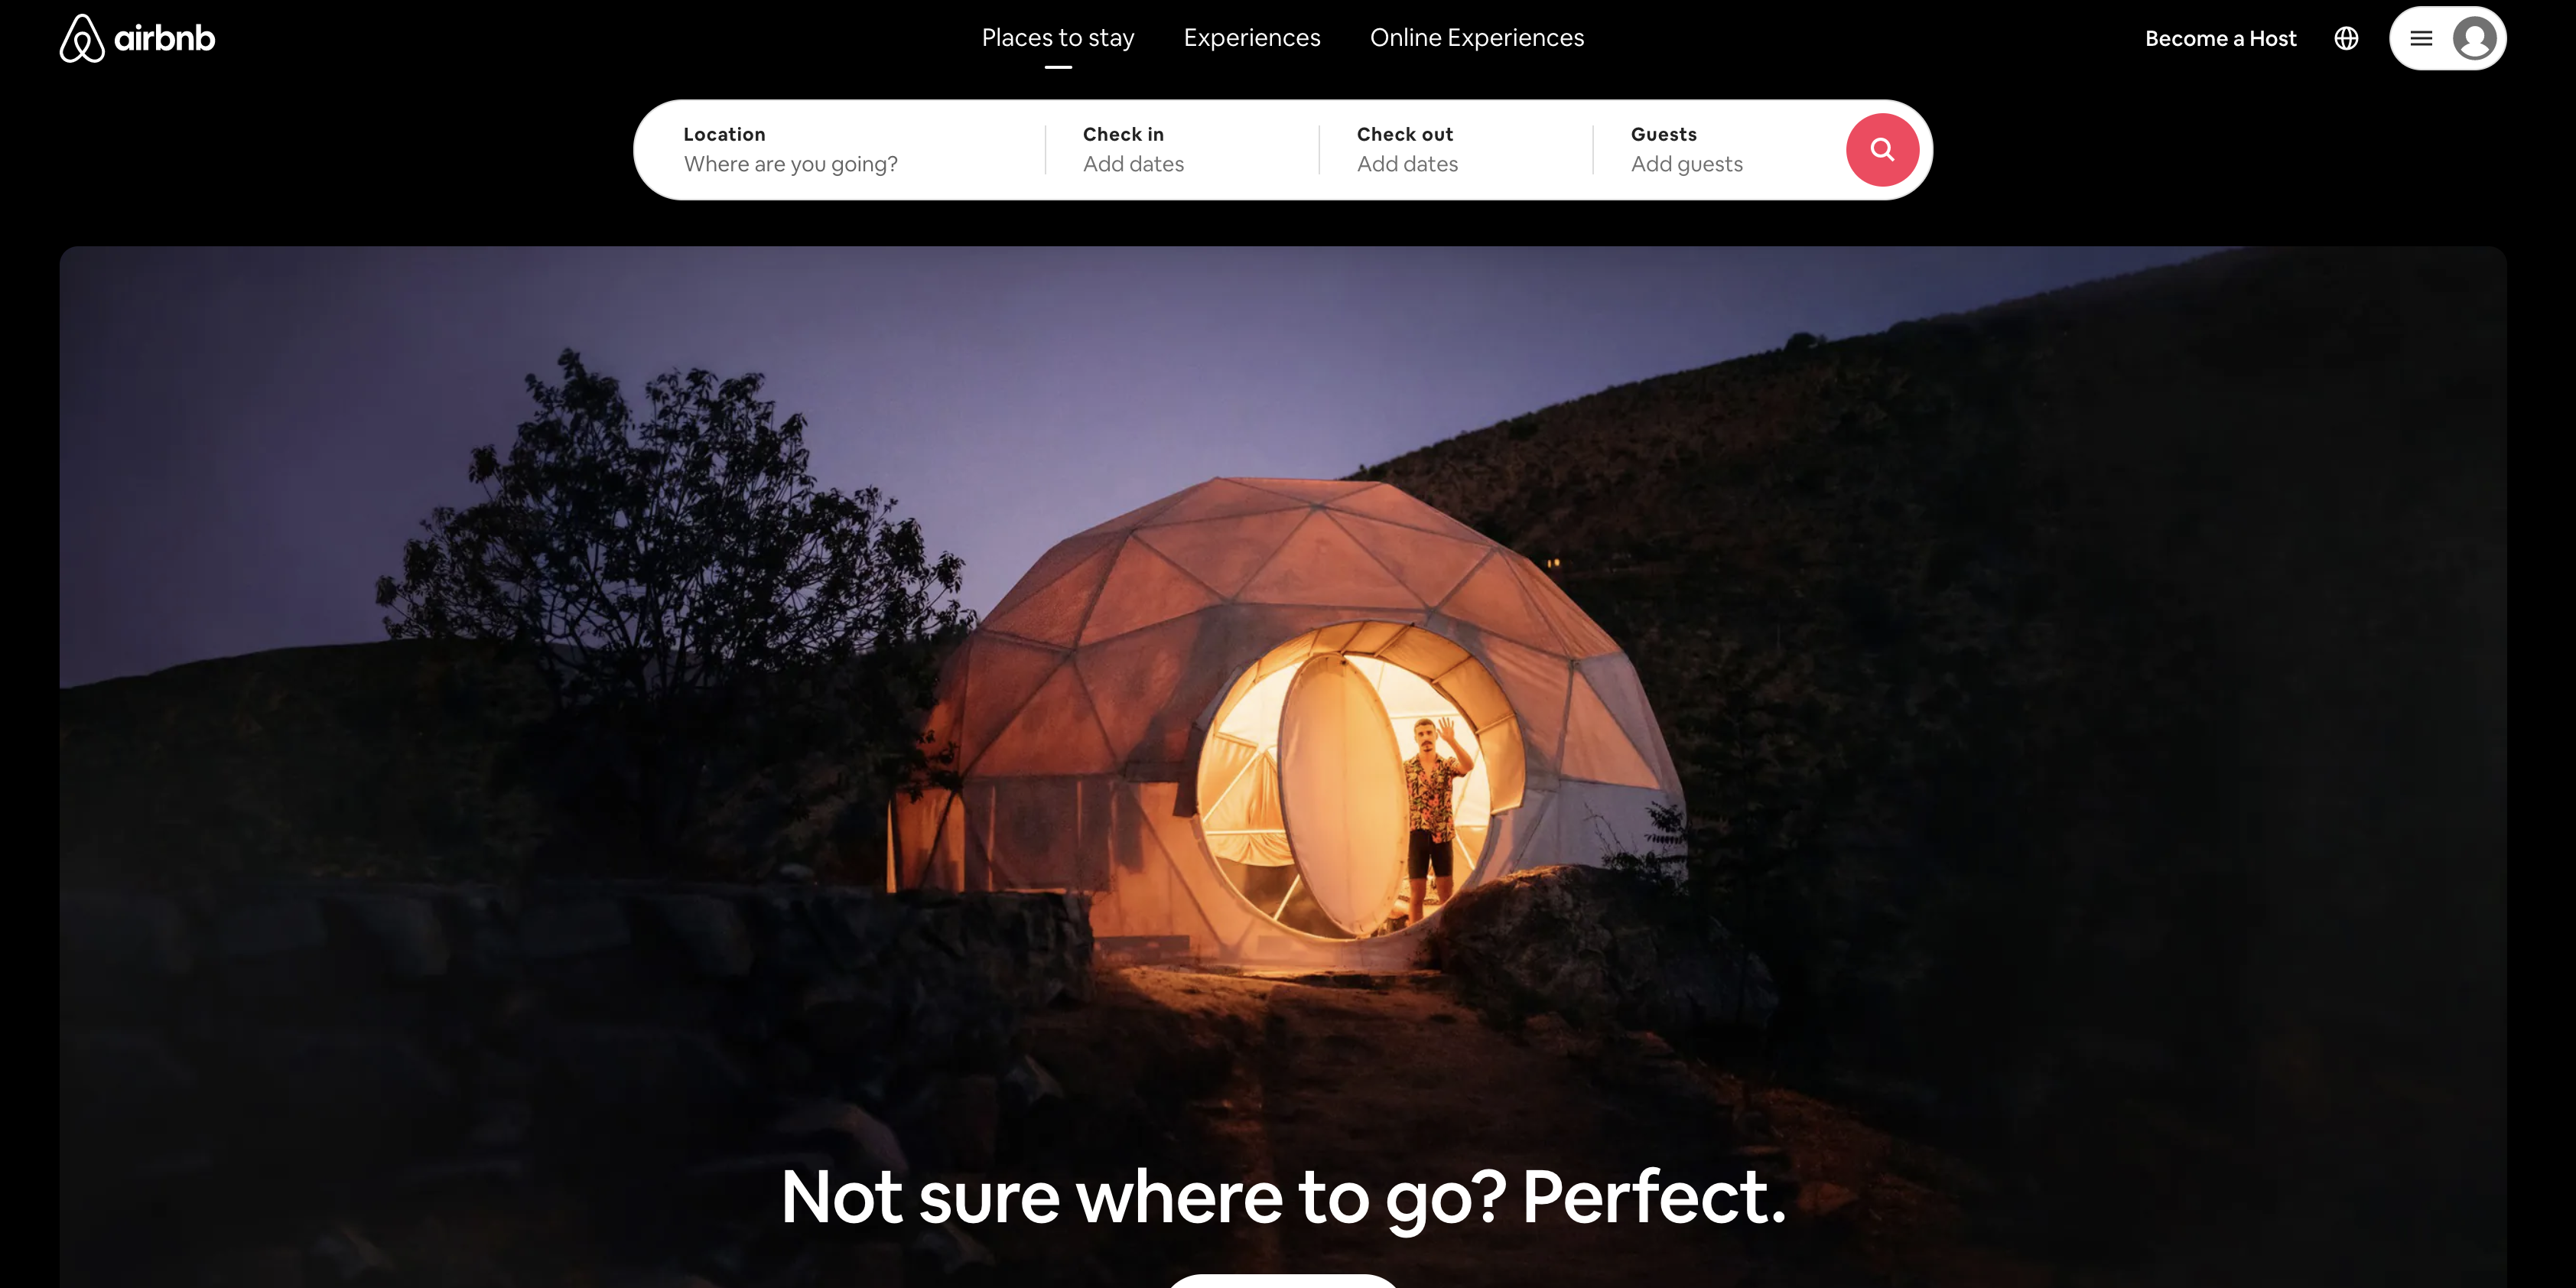 airbnb
Places to stay Experiences Online Experiences
Become a Host
Location Check in Check out Guests
Where are you going? Add dates Add dates Add guests
Not sure where to go? Perfect.